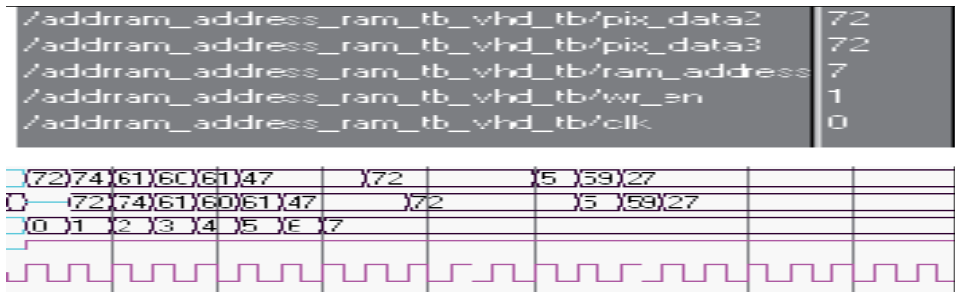 /addrram_address_ram_tb_vhd_tb/pix_data2 72
/addrram_address_ram_tb_vhd_tb/pix_data3 72
/addrram_address_ram_tb_vhd_tb/ram_address 7
/addrram_address_ram_tb_vhd_tb/wr_en 1
/addrram_address_ram_tb_vhd_tb/clk 0
72 74 61 60 61 47 72 5 59 27
72 74 61 60 61 47 72 5 59 27
0 1 2 3 4 5 6 7